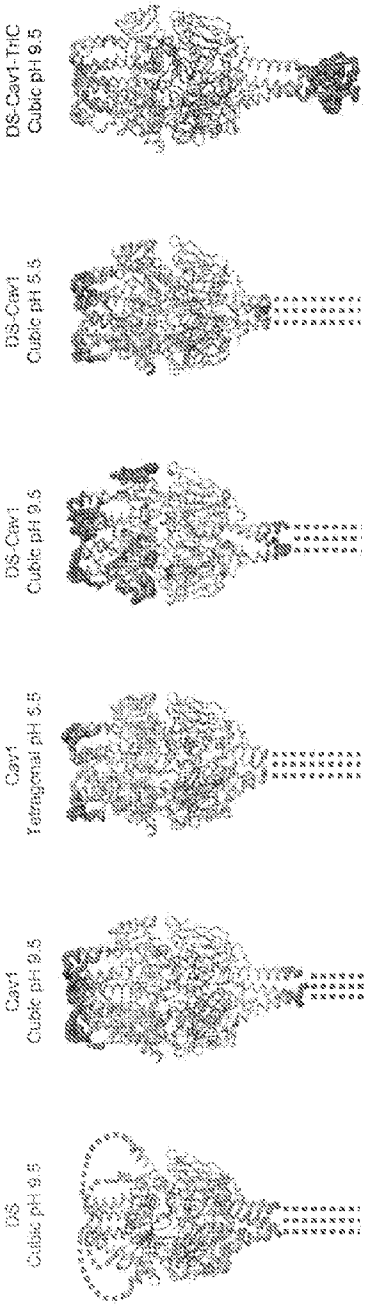 DS
Cubic pH 9.5
Cav1
Cubic pH 9.5
Cav1
Tetragonal pH 5.5
DS-Cav1
Cubic pH 9.5
DS-Cav1
Cubic pH 5.5
DS-Cav1-TriC
Cubic pH 9.5